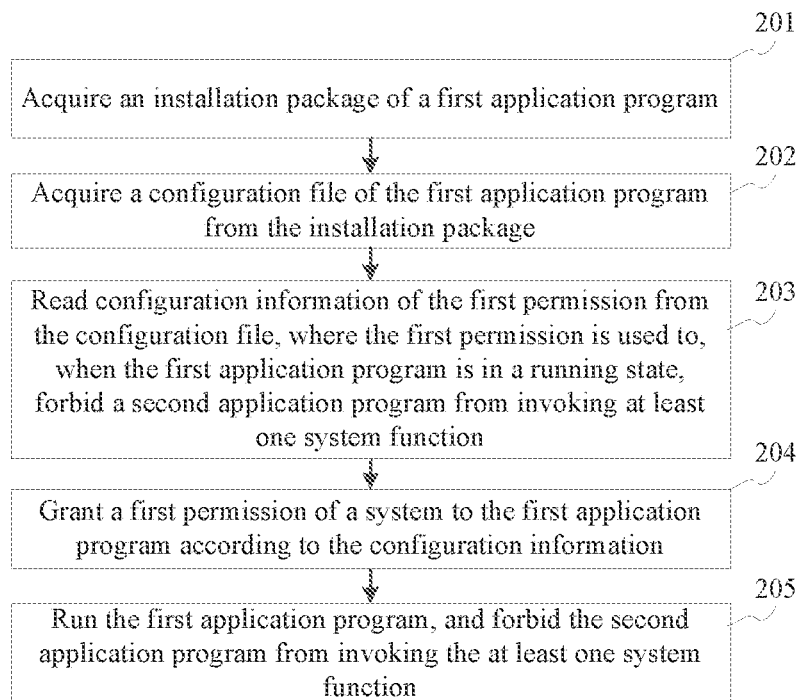 201
Acquire an installation package of a first application program
202
Acquire a configuration file of the first application program
from the installation package
203
Read configuration information of the first permission from
the configuration file, where the first permission is used to,
when the first application program is in a running state,
forbid a second application program from invoking at least
one system function
204
Grant a first permission of a system to the first application
program according to the configuration information
205
Run the first application program, and forbid the second
application program from invoking the at least one system
function